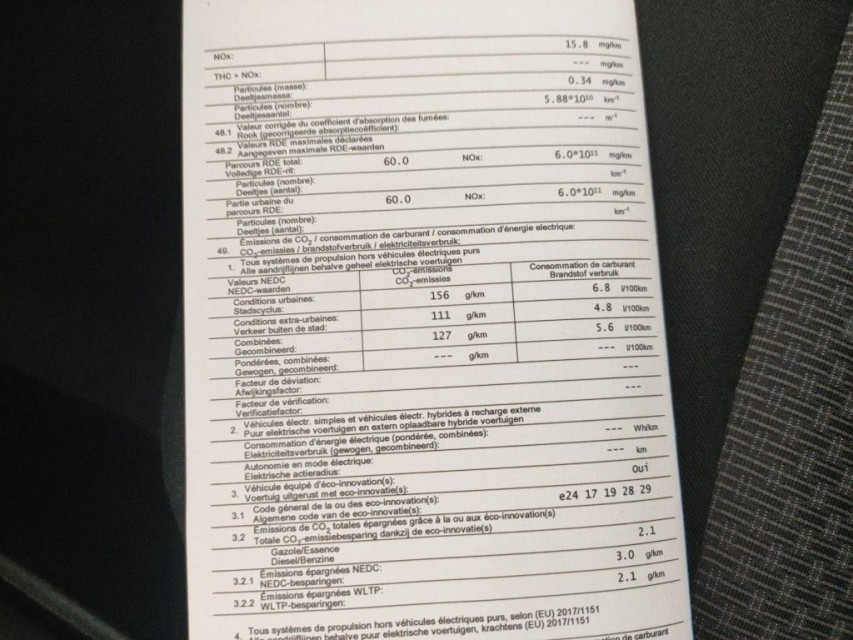 NOx: 15.8 mg/km
THC + NOx: --- mg/km
Particules (masse): 0.34 mg/km
Deeltjesmassa:
Particules (nombre): 5.88*10¹⁰ km⁻¹
Deeltjesaantal:
48.1 Valeur corrigée du coefficient d'absorption des fumées: --- m⁻¹
Rook (gecorrigeerde absorptiecoëfficient):
48.2 Valeurs RDE maximales déclarées
Aangegeven maximale RDE-waarden
Parcours RDE total: 60.0 NOx: 6.0*10¹¹ mg/km
Volledige RDE-rit:
Particules (nombre): km⁻¹
Deeltjes (aantal):
Partie urbaine du 60.0 NOx: 6.0*10¹¹ mg/km
parcours RDE:
Particules (nombre): km⁻¹
Deeltjes (aantal):
49. Émissions de CO₂ / consommation de carburant / consommation d'énergie electrique:
CO₂-emissies / brandstofverbruik / elektriciteitsverbruik:
1. Tous systèmes de propulsion hors véhicules électriques purs
Alle aandrijflijnen behalve geheel elektrische voertuigen
Valeurs NEDC CO₂-émissions Consommation de carburant
NEDC-waarden CO₂-emissies Brandstof verbruik
Conditions urbaines: 156 g/km 6.8 l/100km
Stadscyclus:
Conditions extra-urbaines: 111 g/km 4.8 l/100km
Verkeer buiten de stad:
Combinées: 127 g/km 5.6 l/100km
Gecombineerd:
Pondérées, combinées: --- g/km --- l/100km
Gewogen, gecombineerd:
Facteur de déviation: ---
Afwijkingsfactor:
Facteur de vérification: ---
Verificatiefactor:
2. Véhicules électr. simples et véhicules électr. hybrides à recharge externe
Puur elektrische voertuigen en extern oplaadbare hybride voertuigen
Consommation d'énergie électrique (pondérée, combinées): --- Wh/km
Elektriciteitsverbruik (gewogen, gecombineerd):
Autonomie en mode électrique: --- km
Elektrische actieradius:
3. Véhicule équipé d'éco-innovation(s): oui
Voertuig uitgerust met eco-innovatie(s):
3.1 Code géneral de la ou des eco-innovation(s): e24 17 19 28 29
Algemene code van de eco-innovatie(s):
3.2 Émissions de CO₂ totales épargnées grâce à la ou aux éco-innovation(s)
Totale CO₂-emissiebesparing dankzij de eco-innovatie(s)
Gazole/Essence 2.1
Diesel/Benzine
3.2.1 Émissions épargnées NEDC: 3.0 g/km
NEDC-besparingen:
3.2.2 Émissions épargnées WLTP: 2.1 g/km
WLTP-besparingen:
4. Tous systèmes de propulsion hors véhicules électriques purs, selon (EU) 2017/1151
Alle aandrijflijnen behalve puur elektrische voertuigen, krachtens (EU) 2017/1151
de carburant